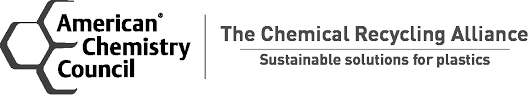 American®
Chemistry
Council
The Chemical Recycling Alliance
Sustainable solutions for plastics